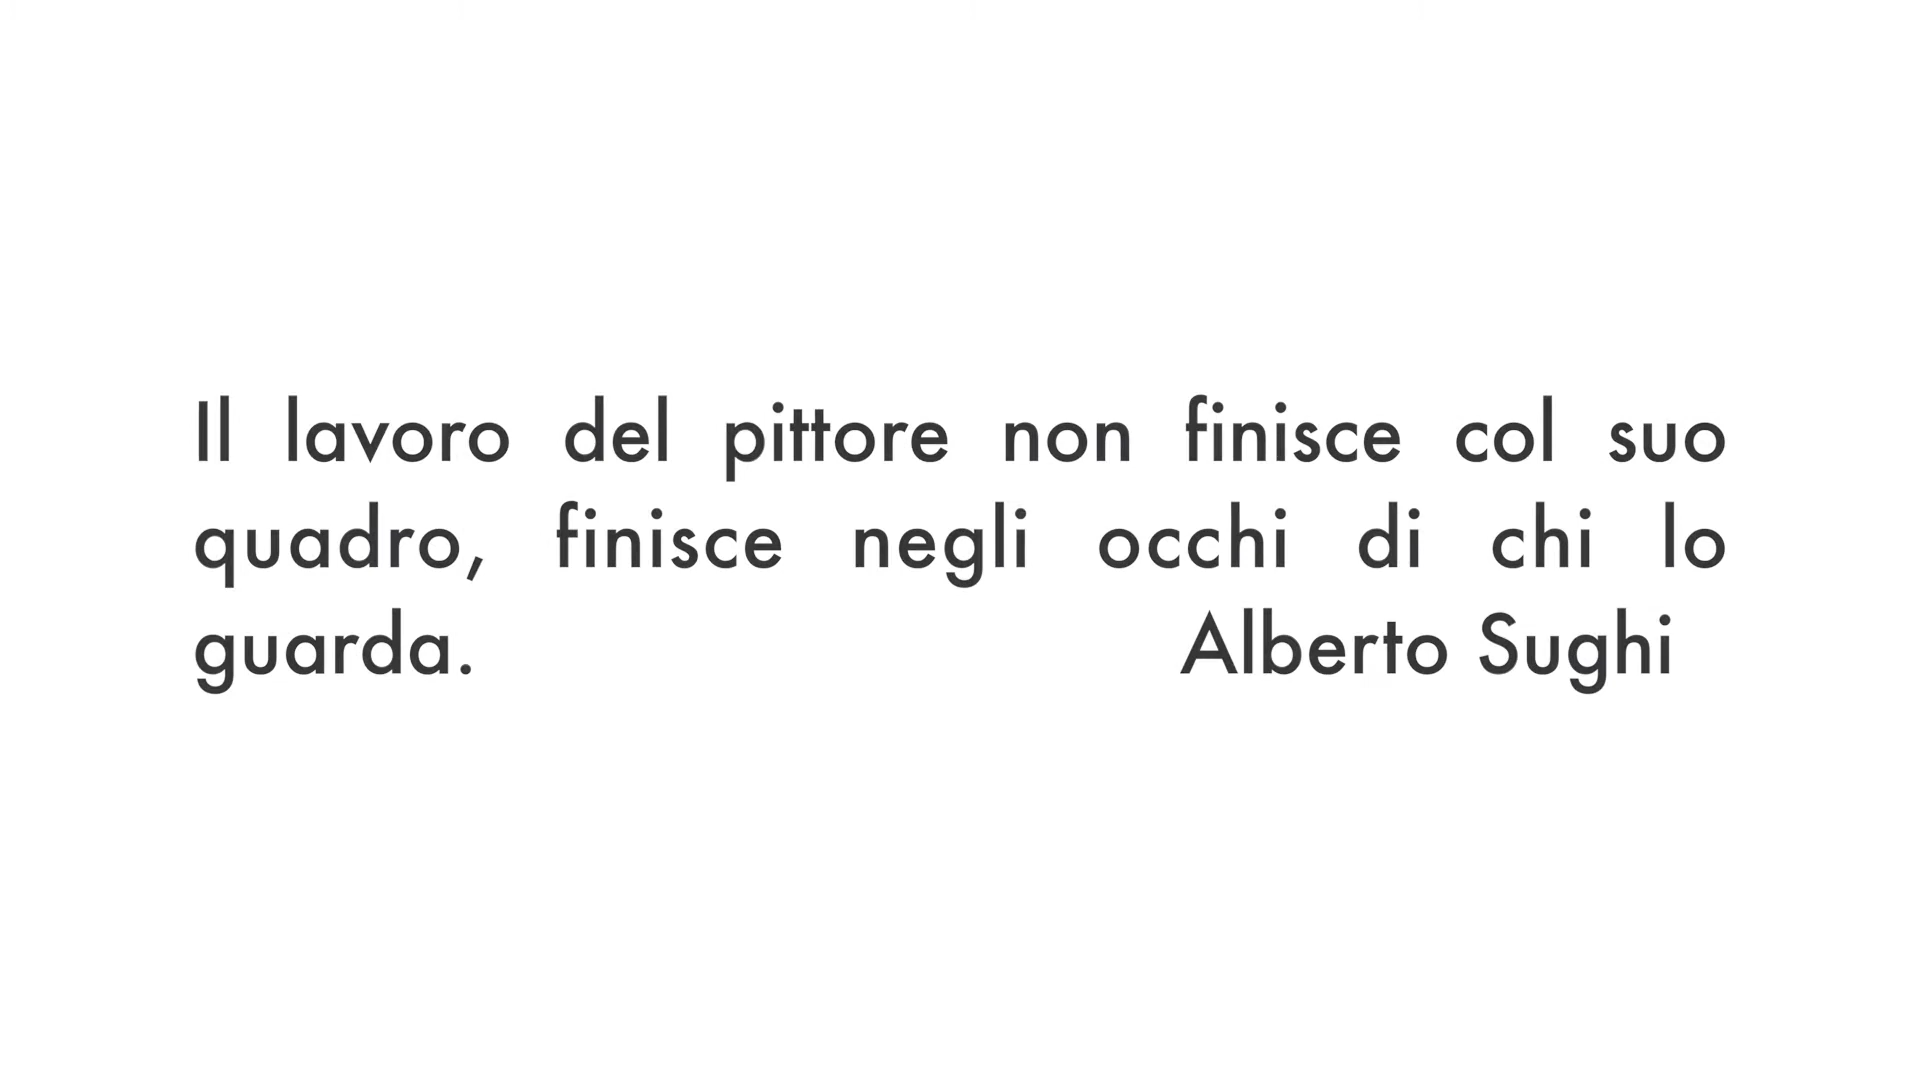 Il lavoro del pittore non finisce col suo
quadro, finisce negli occhi di chi lo
guarda. Alberto Sughi